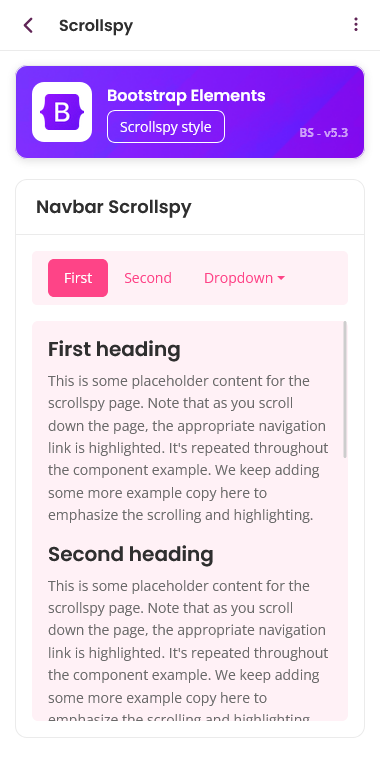 Scrollspy
B
Bootstrap Elements
Scrollspy style
BS - v5.3
Navbar Scrollspy
First Second Dropdown
First heading
This is some placeholder content for the
scrollspy page. Note that as you scroll
down the page, the appropriate navigation
link is highlighted. It's repeated throughout
the component example. We keep adding
some more example copy here to
emphasize the scrolling and highlighting.
Second heading
This is some placeholder content for the
scrollspy page. Note that as you scroll
down the page, the appropriate navigation
link is highlighted. It's repeated throughout
the component example. We keep adding
some more example copy here to
emphasize the scrolling and highlighting.